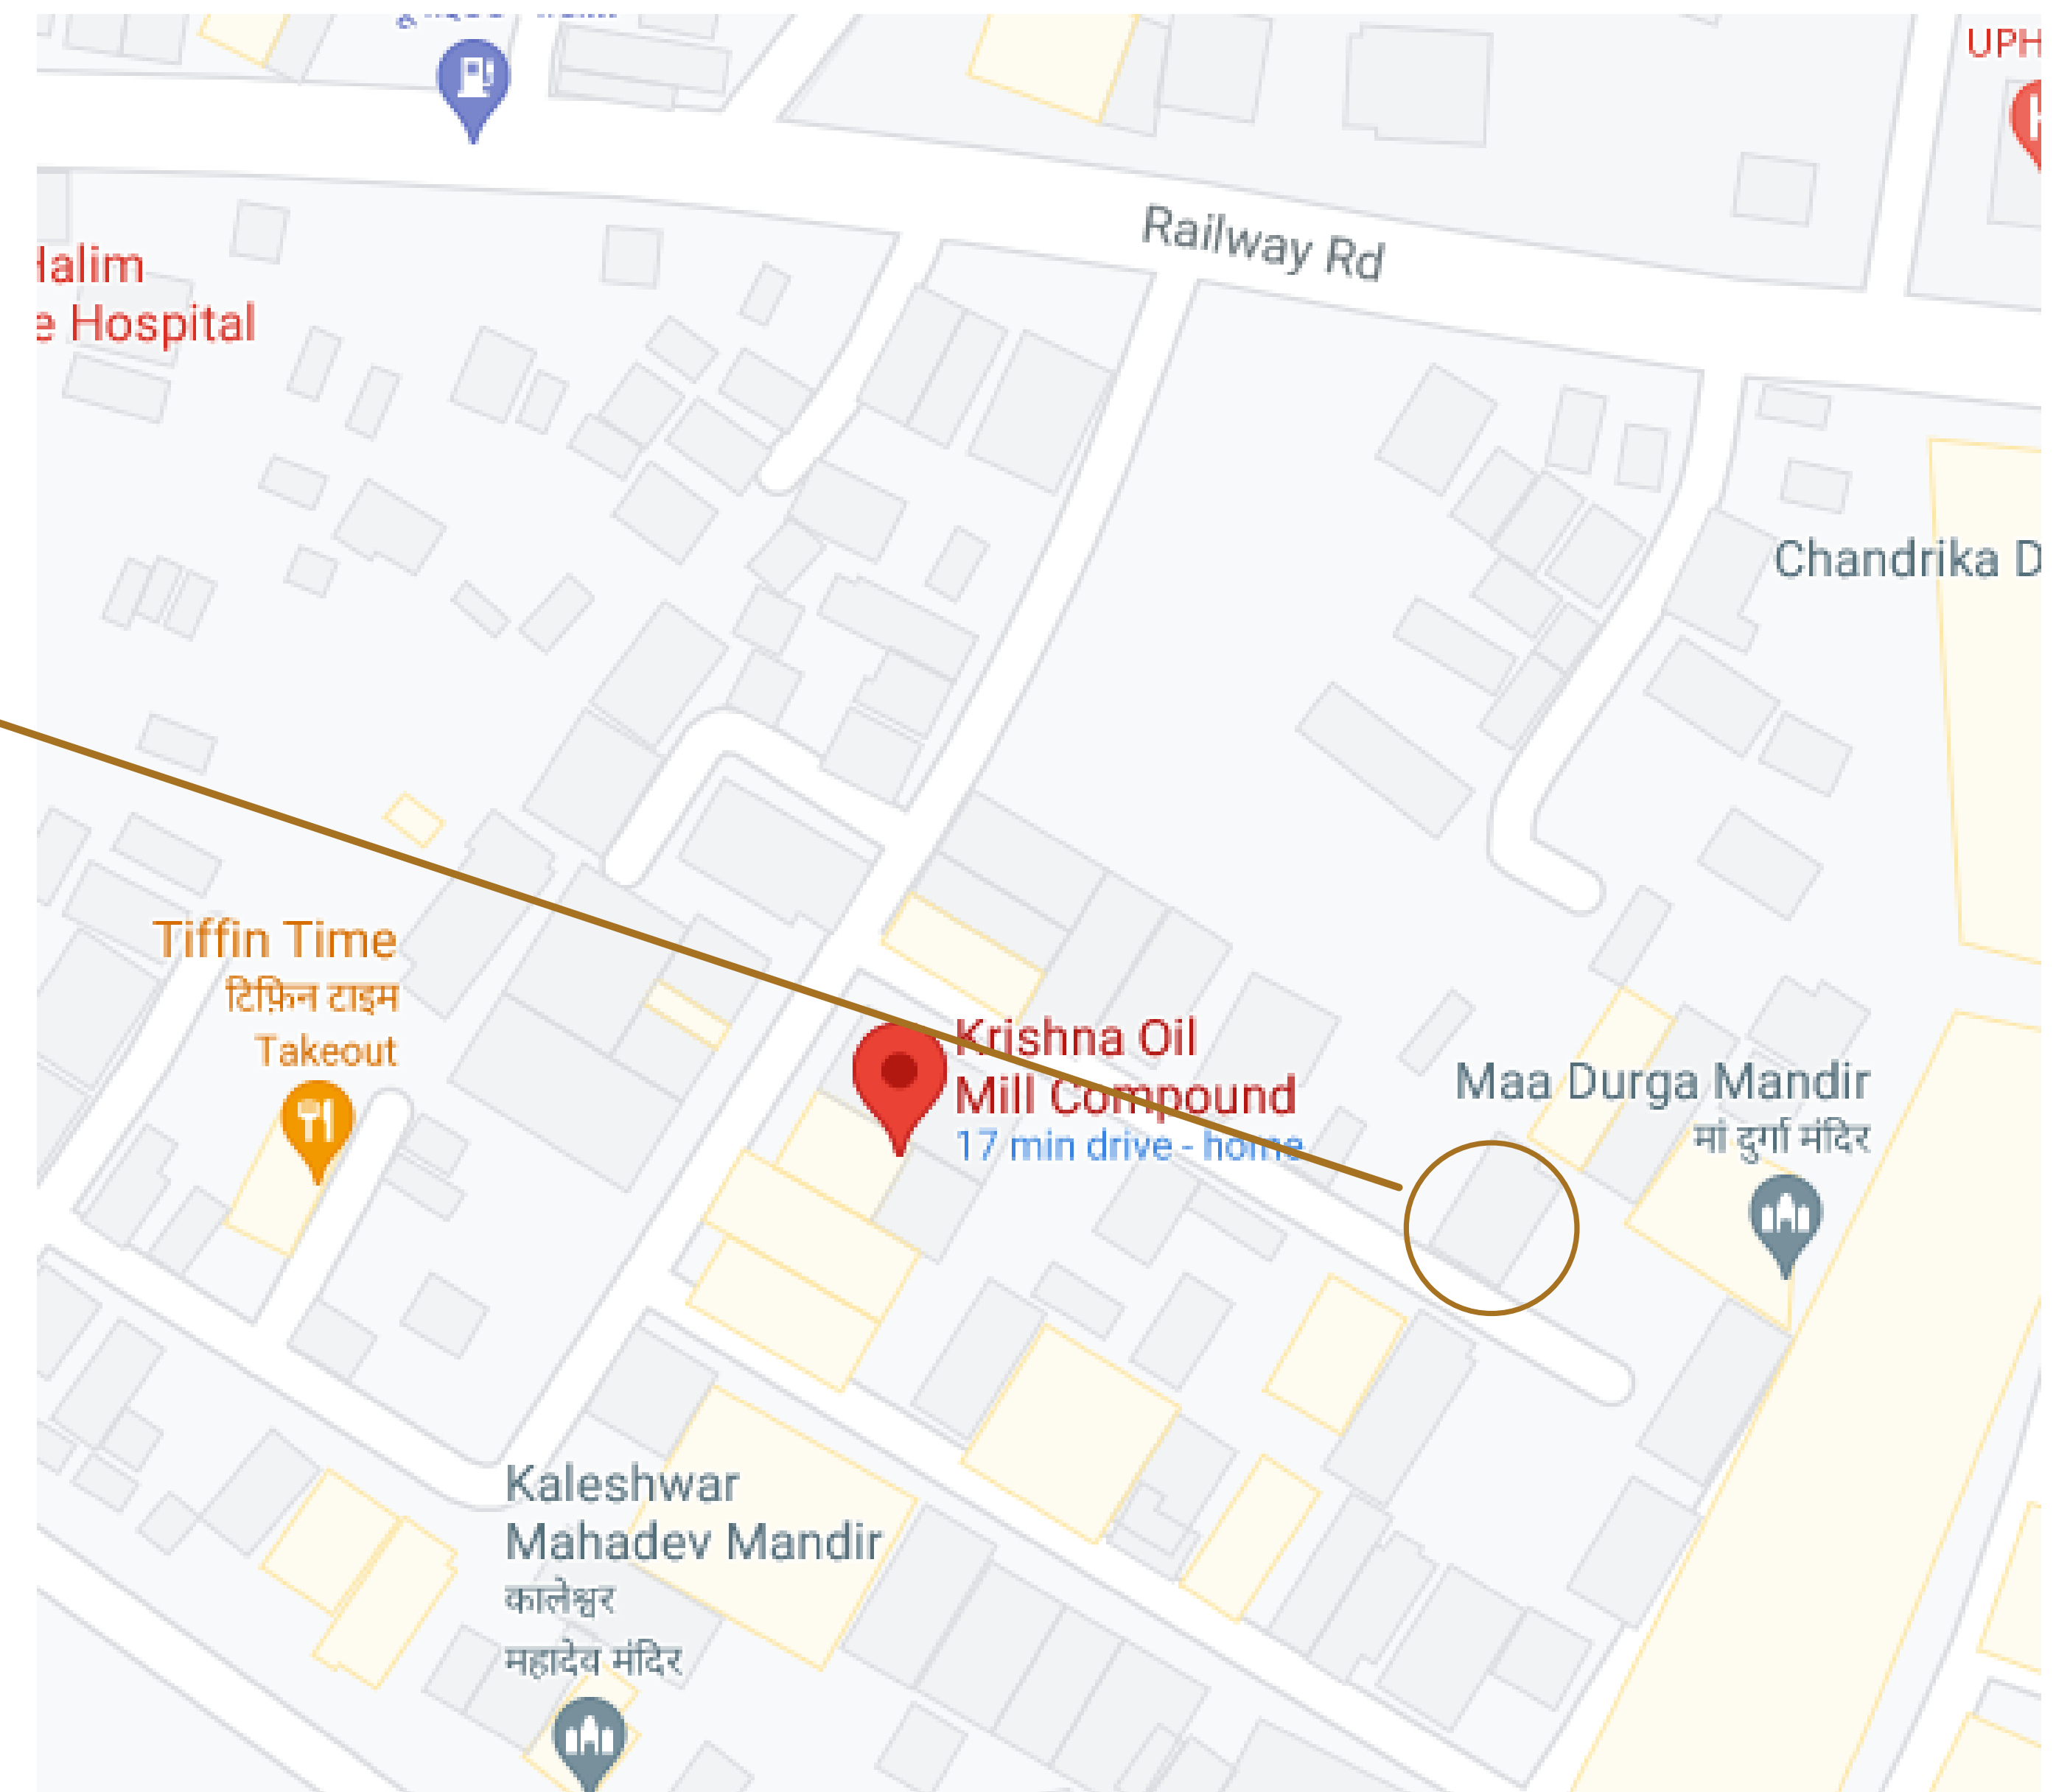 UPH
Railway Rd
Halim
e Hospital
Chandrika D
Tiffin Time
टिफ़िन टाइम
Takeout
Krishna Oil
Mill Compound
17 min drive - home
Maa Durga Mandir
मां दुर्गा मंदिर
Kaleshwar
Mahadev Mandir
कालेश्वर
महादेव मंदिर